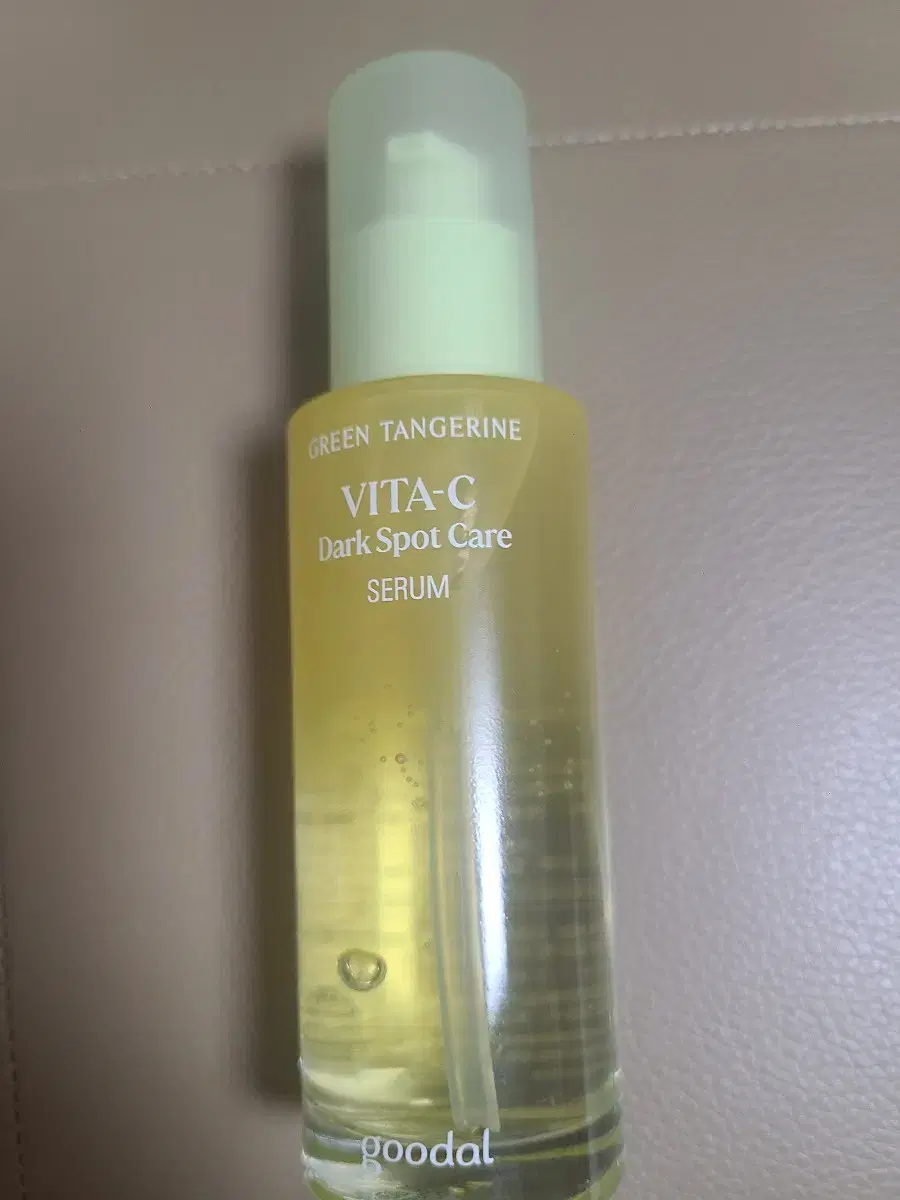 GREEN TANGERINE
VITA-C
Dark Spot Care
SERUM
goodal